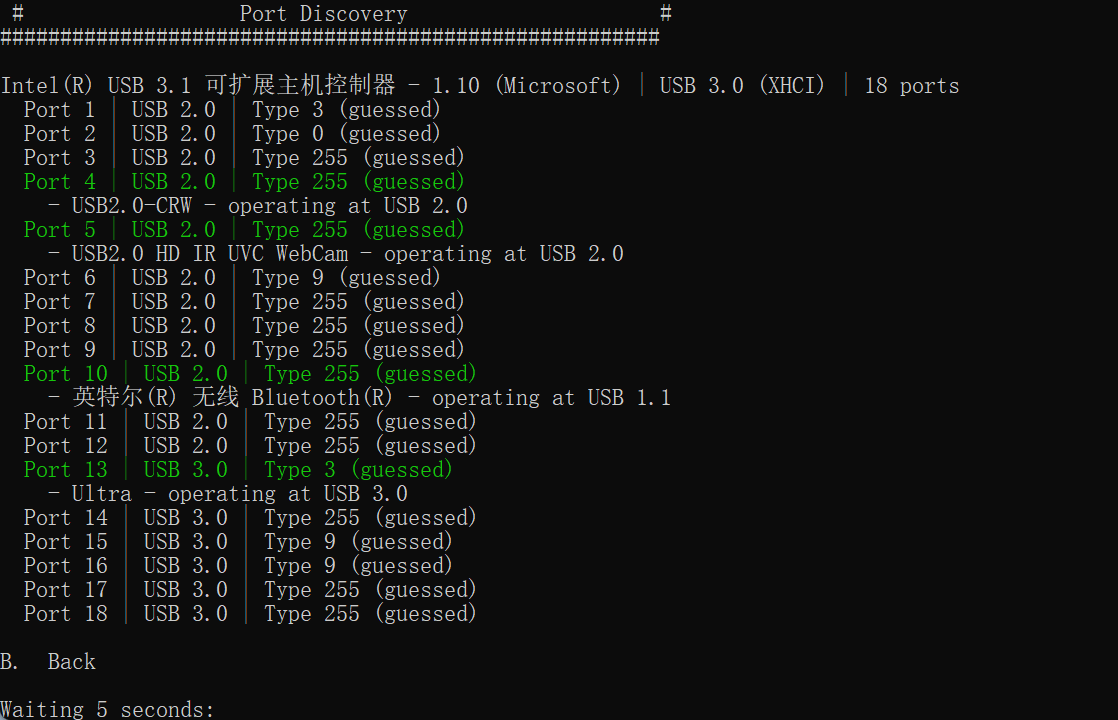 # Port Discovery #
#######################################################
Intel(R) USB 3.1 可扩展主机控制器 - 1.10 (Microsoft) | USB 3.0 (XHCI) | 18 ports
Port 1 | USB 2.0 | Type 3 (guessed)
Port 2 | USB 2.0 | Type 0 (guessed)
Port 3 | USB 2.0 | Type 255 (guessed)
Port 4 | USB 2.0 | Type 255 (guessed)
- USB2.0-CRW - operating at USB 2.0
Port 5 | USB 2.0 | Type 255 (guessed)
- USB2.0 HD IR UVC WebCam - operating at USB 2.0
Port 6 | USB 2.0 | Type 9 (guessed)
Port 7 | USB 2.0 | Type 255 (guessed)
Port 8 | USB 2.0 | Type 255 (guessed)
Port 9 | USB 2.0 | Type 255 (guessed)
Port 10 | USB 2.0 | Type 255 (guessed)
- 英特尔(R) 无线 Bluetooth(R) - operating at USB 1.1
Port 11 | USB 2.0 | Type 255 (guessed)
Port 12 | USB 2.0 | Type 255 (guessed)
Port 13 | USB 3.0 | Type 3 (guessed)
- Ultra - operating at USB 3.0
Port 14 | USB 3.0 | Type 255 (guessed)
Port 15 | USB 3.0 | Type 9 (guessed)
Port 16 | USB 3.0 | Type 9 (guessed)
Port 17 | USB 3.0 | Type 255 (guessed)
Port 18 | USB 3.0 | Type 255 (guessed)
B. Back
Waiting 5 seconds: